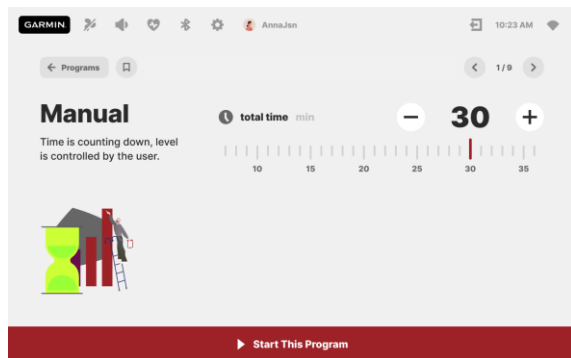 GARMIN.
AnnaJsn
10:23 AM
Programs
1/9
Manual
Time is counting down, level
is controlled by the user.
total time min
30
10 15 20 25 30 35
Start This Program